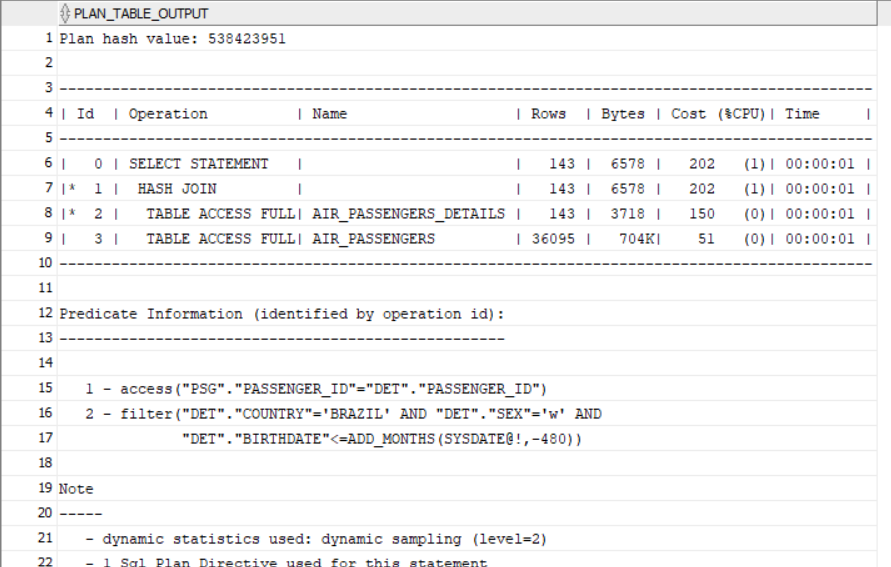 PLAN_TABLE_OUTPUT
1 Plan hash value: 538423951
2
3 ---------------------------------------------------------------------------------------------
4 | Id  | Operation          | Name                  | Rows  | Bytes | Cost (%CPU)| Time     |
5 ---------------------------------------------------------------------------------------------
6 |   0 | SELECT STATEMENT   |                       |   143 |  6578 |   202   (1)| 00:00:01 |
7 |*  1 |  HASH JOIN         |                       |   143 |  6578 |   202   (1)| 00:00:01 |
8 |*  2 |   TABLE ACCESS FULL| AIR_PASSENGERS_DETAILS |   143 |  3718 |   150   (0)| 00:00:01 |
9 |   3 |   TABLE ACCESS FULL| AIR_PASSENGERS        | 36095 |   704K|    51   (0)| 00:00:01 |
10 ---------------------------------------------------------------------------------------------
11
12 Predicate Information (identified by operation id):
13 ---------------------------------------------------
14
15    1 - access("PSG"."PASSENGER_ID"="DET"."PASSENGER_ID")
16    2 - filter("DET"."COUNTRY"='BRAZIL' AND "DET"."SEX"='w' AND
17               "DET"."BIRTHDATE"<=ADD_MONTHS(SYSDATE@!,-480))
18
19 Note
20 -----
21    - dynamic statistics used: dynamic sampling (level=2)
22    - 1 Sql Plan Directive used for this statement